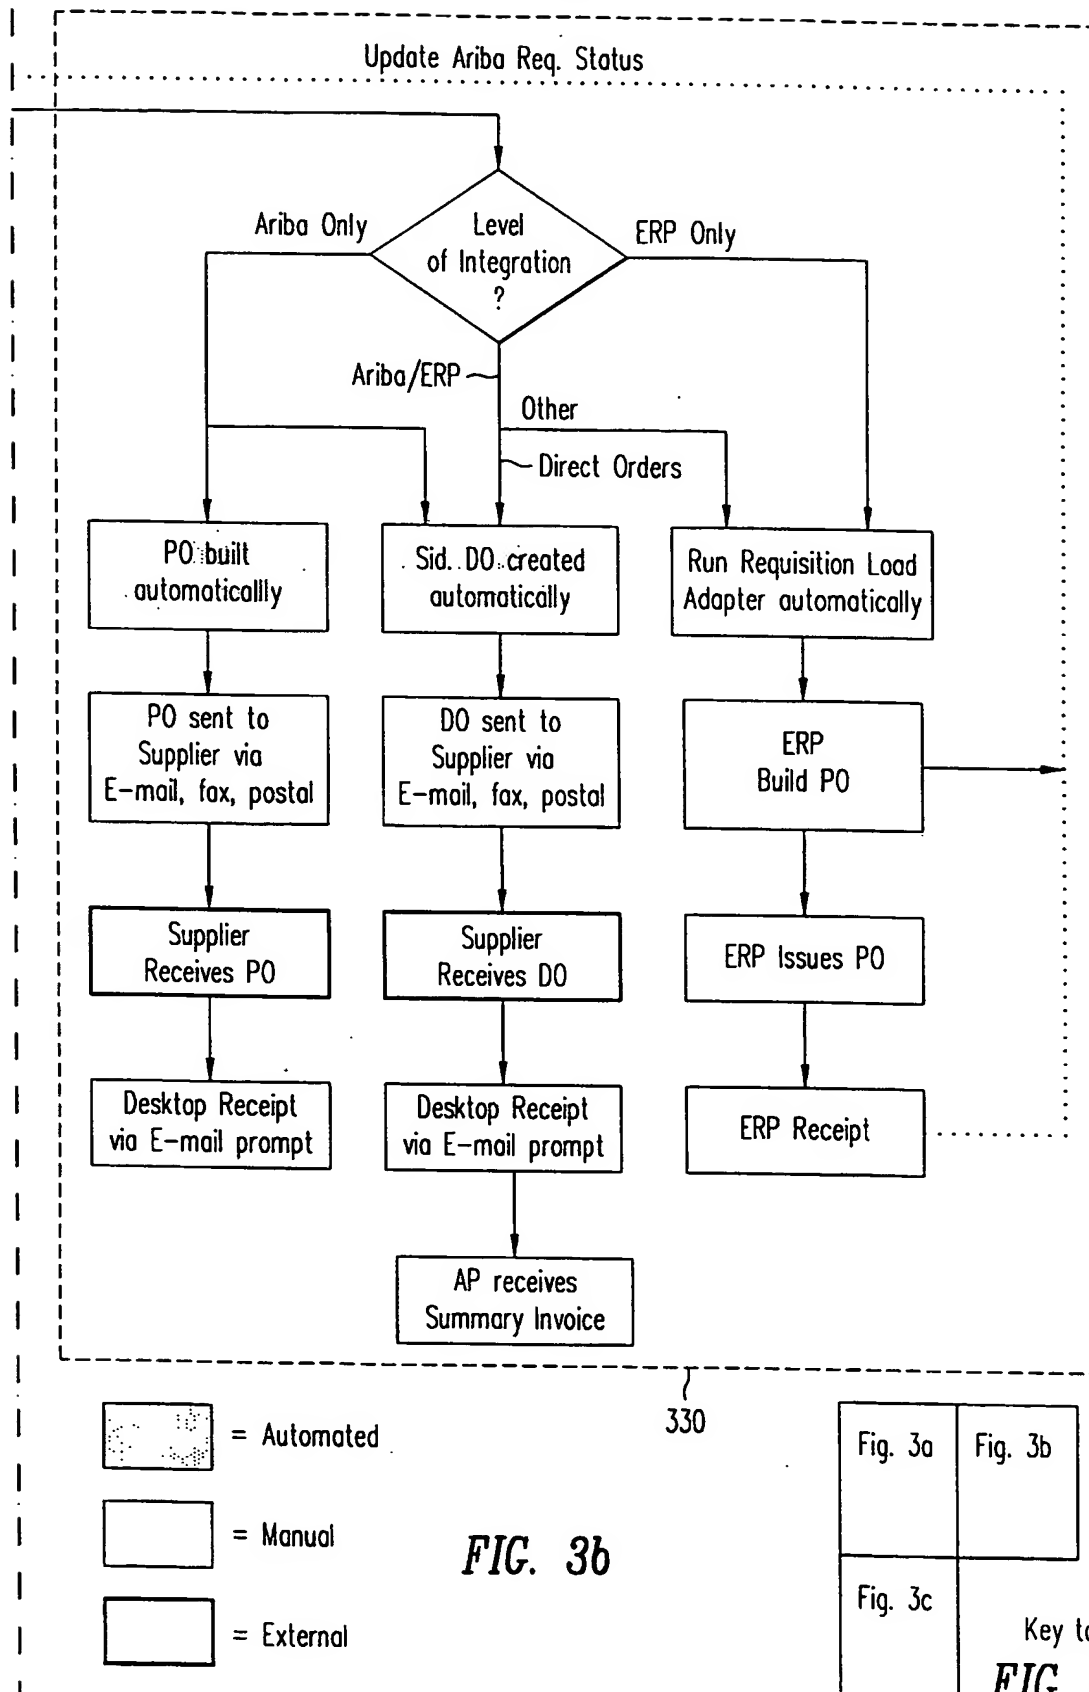 Update Ariba Req. Status
Ariba Only
Level
of Integration
?
ERP Only
Ariba/ERP
Other
Direct Orders
PO built
automaticallly
Sid. DO created
automatically
Run Requisition Load
Adapter automatically
PO sent to
Supplier via
E-mail, fax, postal
DO sent to
Supplier via
E-mail, fax, postal
ERP
Build PO
Supplier
Receives PO
Supplier
Receives DO
ERP Issues PO
Desktop Receipt
via E-mail prompt
Desktop Receipt
via E-mail prompt
ERP Receipt
AP receives
Summary Invoice
330
= Automated
= Manual
= External
FIG. 3b
Fig. 3a
Fig. 3b
Fig. 3c
Key to
FIG.